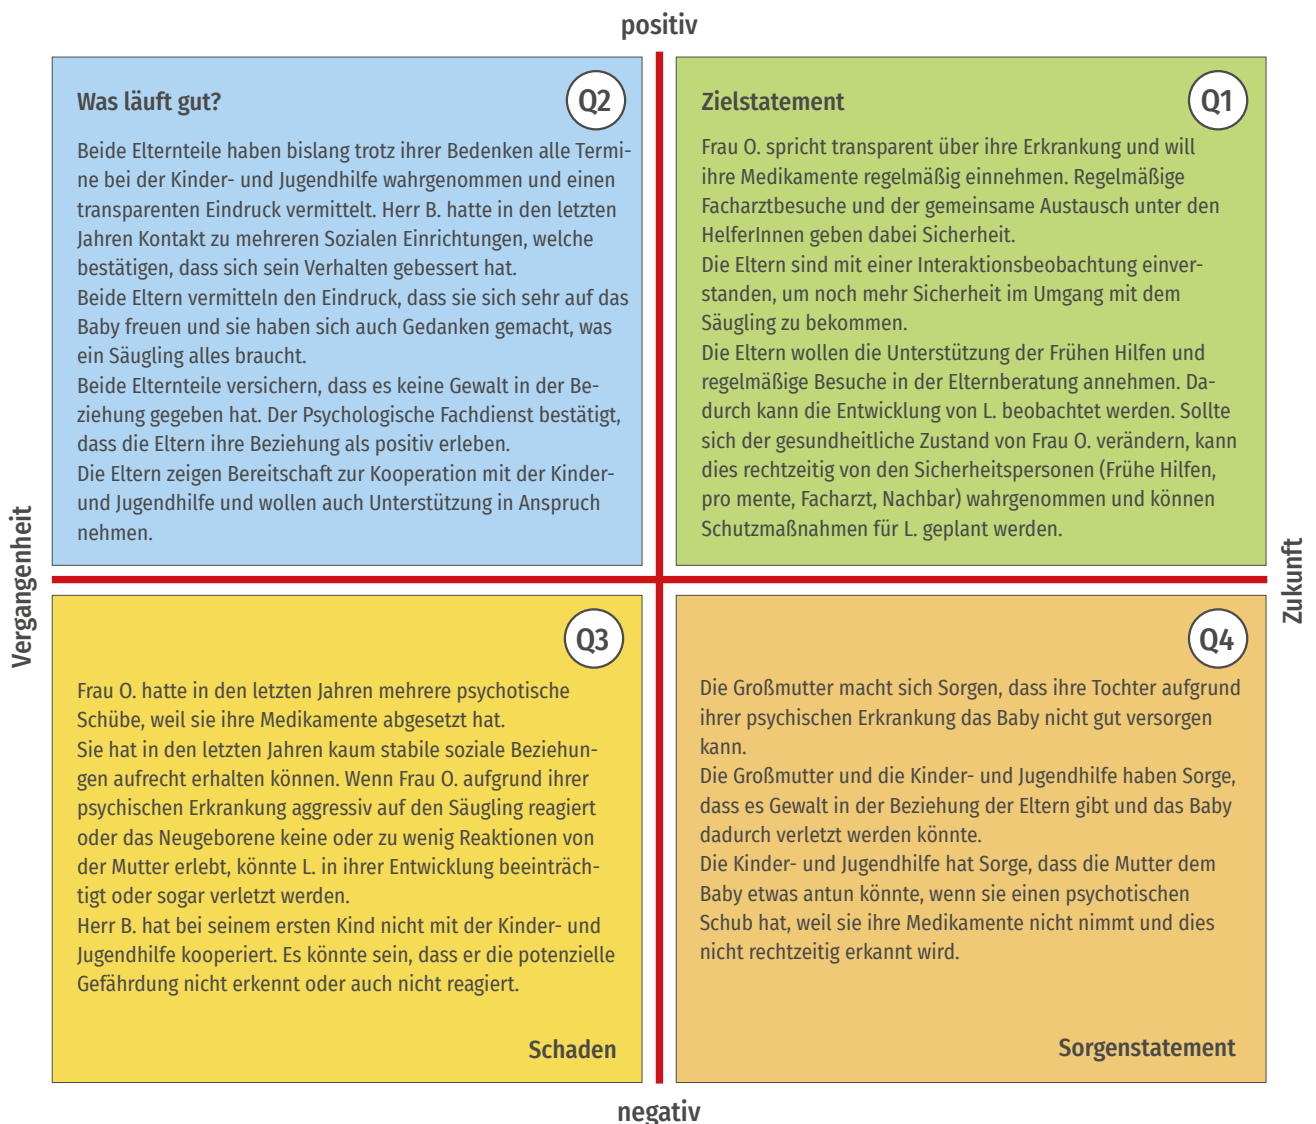 positiv
Was läuft gut?
Q2
Beide Elternteile haben bislang trotz ihrer Bedenken alle Termi-
ne bei der Kinder- und Jugendhilfe wahrgenommen und einen
transparenten Eindruck vermittelt. Herr B. hatte in den letzten
Jahren Kontakt zu mehreren Sozialen Einrichtungen, welche
bestätigen, dass sich sein Verhalten gebessert hat.
Beide Eltern vermitteln den Eindruck, dass sie sich sehr auf das
Baby freuen und sie haben sich auch Gedanken gemacht, was
ein Säugling alles braucht.
Beide Elternteile versichern, dass es keine Gewalt in der Be-
ziehung gegeben hat. Der Psychologische Fachdienst bestätigt,
dass die Eltern ihre Beziehung als positiv erleben.
Die Eltern zeigen Bereitschaft zur Kooperation mit der Kinder-
und Jugendhilfe und wollen auch Unterstützung in Anspruch
nehmen.
Zielstatement
Q1
Frau O. spricht transparent über ihre Erkrankung und will
ihre Medikamente regelmäßig einnehmen. Regelmäßige
Facharztbesuche und der gemeinsame Austausch unter den
HelferInnen geben dabei Sicherheit.
Die Eltern sind mit einer Interaktionsbeobachtung einver-
standen, um noch mehr Sicherheit im Umgang mit dem
Säugling zu bekommen.
Die Eltern wollen die Unterstützung der Frühen Hilfen und
regelmäßige Besuche in der Elternberatung annehmen. Da-
durch kann die Entwicklung von L. beobachtet werden. Sollte
sich der gesundheitliche Zustand von Frau O. verändern, kann
dies rechtzeitig von den Sicherheitspersonen (Frühe Hilfen,
pro mente, Facharzt, Nachbar) wahrgenommen und können
Schutzmaßnahmen für L. geplant werden.
Vergangenheit
Zukunft
Q3
Frau O. hatte in den letzten Jahren mehrere psychotische
Schübe, weil sie ihre Medikamente abgesetzt hat.
Sie hat in den letzten Jahren kaum stabile soziale Beziehun-
gen aufrecht erhalten können. Wenn Frau O. aufgrund ihrer
psychischen Erkrankung aggressiv auf den Säugling reagiert
oder das Neugeborene keine oder zu wenig Reaktionen von
der Mutter erlebt, könnte L. in ihrer Entwicklung beeinträch-
tigt oder sogar verletzt werden.
Herr B. hat bei seinem ersten Kind nicht mit der Kinder- und
Jugendhilfe kooperiert. Es könnte sein, dass er die potenzielle
Gefährdung nicht erkennt oder auch nicht reagiert.
Schaden
Q4
Die Großmutter macht sich Sorgen, dass ihre Tochter aufgrund
ihrer psychischen Erkrankung das Baby nicht gut versorgen
kann.
Die Großmutter und die Kinder- und Jugendhilfe haben Sorge,
dass es Gewalt in der Beziehung der Eltern gibt und das Baby
dadurch verletzt werden könnte.
Die Kinder- und Jugendhilfe hat Sorge, dass die Mutter dem
Baby etwas antun könnte, wenn sie einen psychotischen
Schub hat, weil sie ihre Medikamente nicht nimmt und dies
nicht rechtzeitig erkannt wird.
Sorgenstatement
negativ